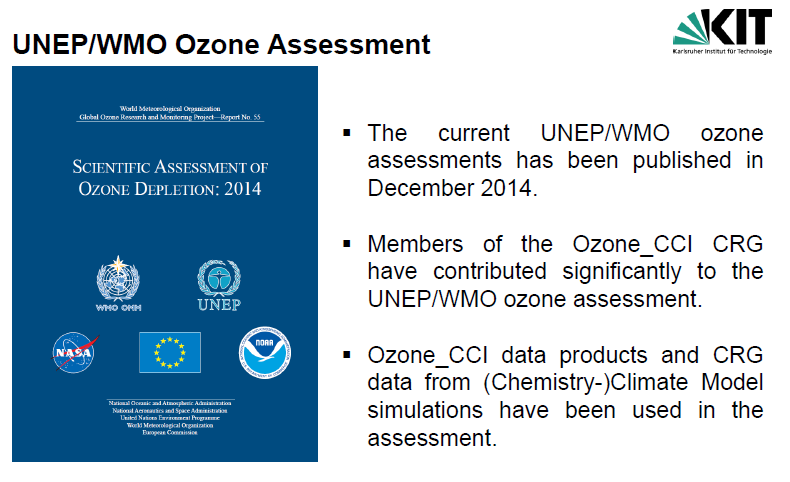 UNEP/WMO Ozone Assessment
KIT
Karlsruher Institut für Technologie
World Meteorological Organization
Global Ozone Research and Monitoring Project—Report No. 55
SCIENTIFIC ASSESSMENT OF
OZONE DEPLETION: 2014
WMO OMM
UNEP
NASA
NOAA
National Oceanic and Atmospheric Administration
National Aeronautics and Space Administration
United Nations Environment Programme
World Meteorological Organization
European Commission
▪ The current UNEP/WMO ozone
assessments has been published in
December 2014.
▪ Members of the Ozone_CCI CRG
have contributed significantly to the
UNEP/WMO ozone assessment.
▪ Ozone_CCI data products and CRG
data from (Chemistry-)Climate Model
simulations have been used in the
assessment.